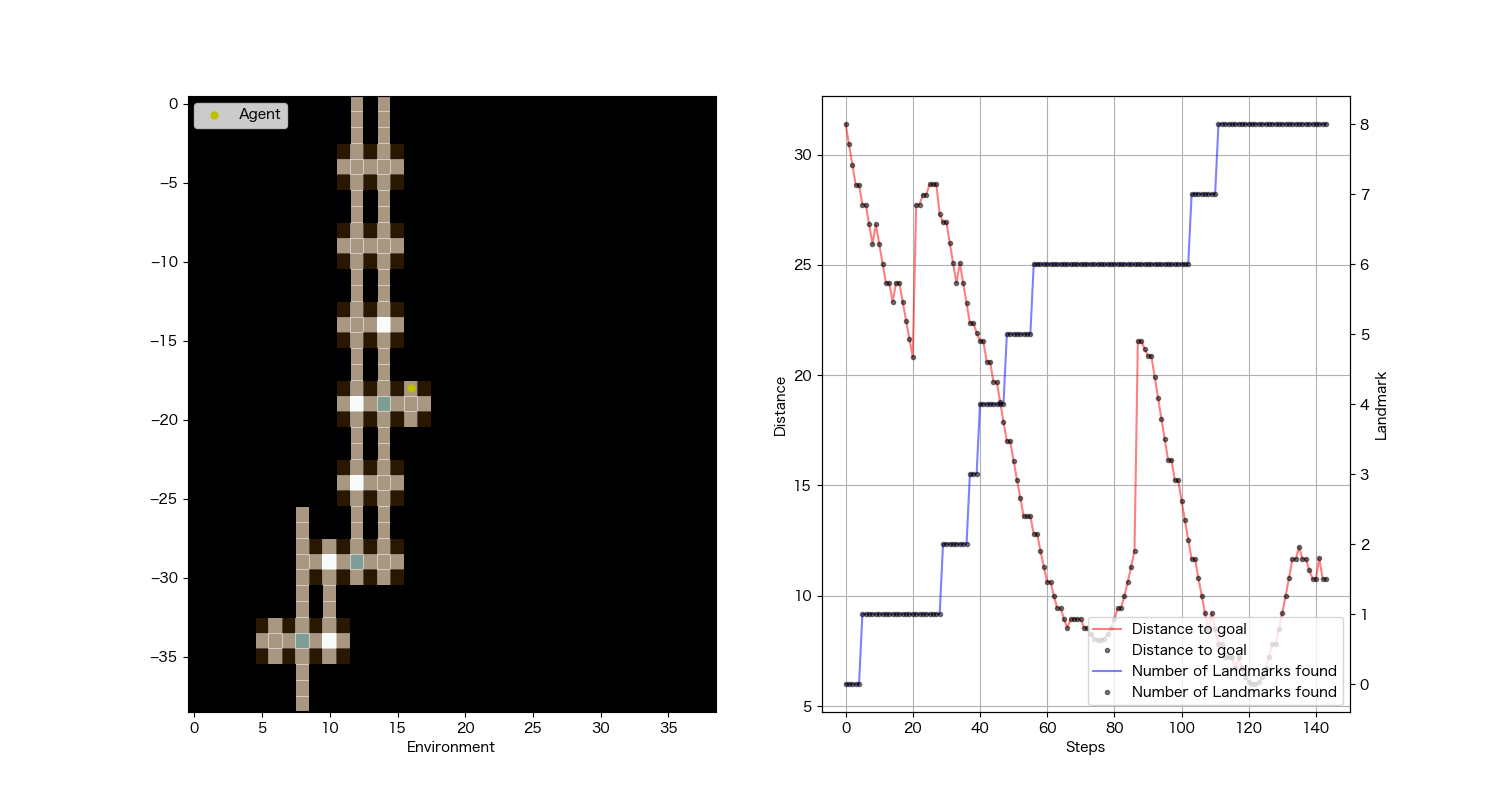 Agent
0
−5
−10
−15
−20
−25
−30
−35
0 5 10 15 20 25 30 35
Environment
Distance
30
25
20
15
10
5
0 20 40 60 80 100 120 140
Steps
8
7
6
5
4
3
2
1
0
Landmark
Distance to goal
Distance to goal
Number of Landmarks found
Number of Landmarks found